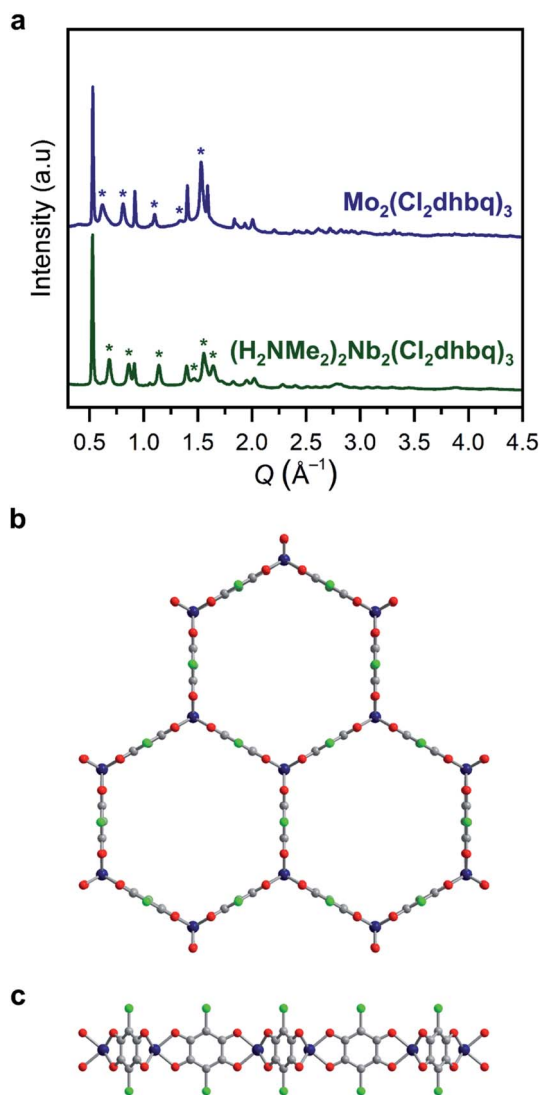 a
Intensity (a.u)
* * * * *
Mo₂(Cl₂dhbq)₃
* * * * * *
(H₂NMe₂)₂Nb₂(Cl₂dhbq)₃
0.5 1.0 1.5 2.0 2.5 3.0 3.5 4.0 4.5
Q (Å⁻¹)
b
c